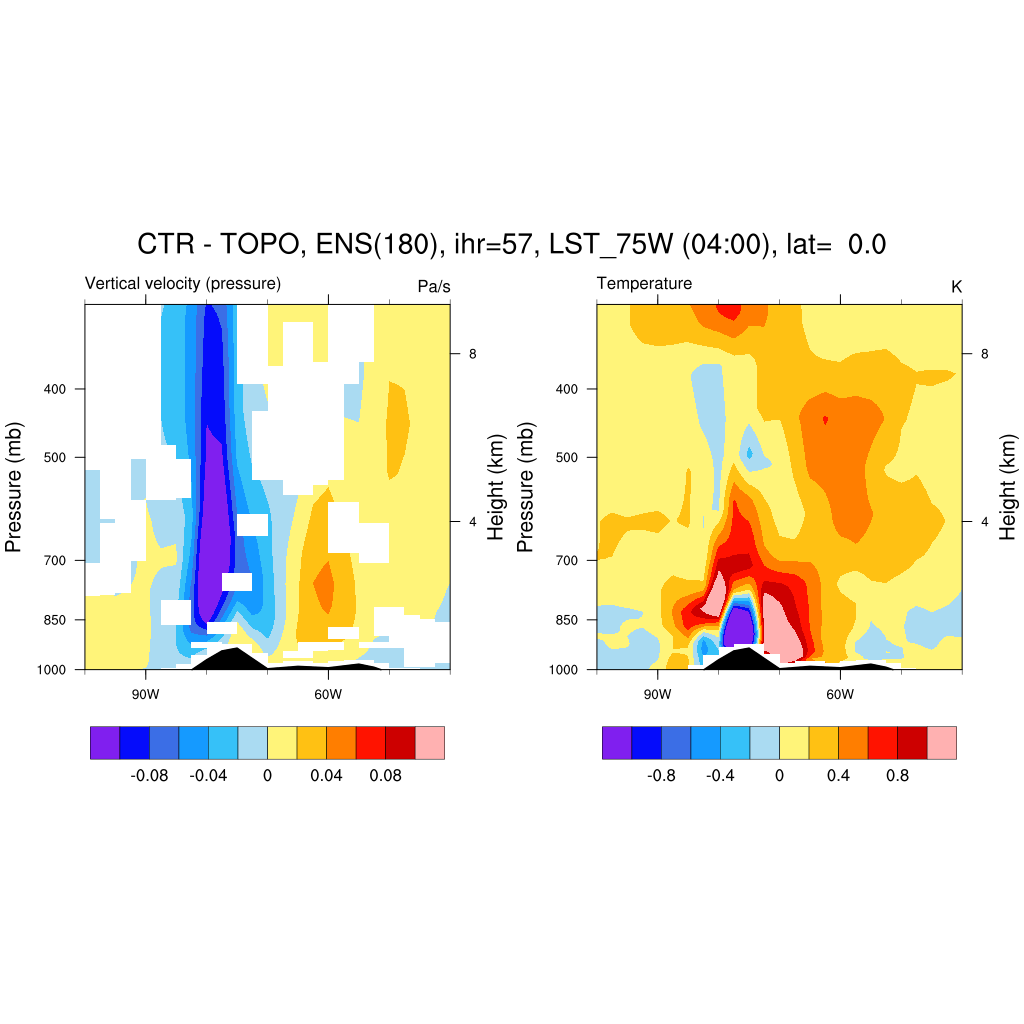 CTR - TOPO, ENS(180), ihr=57, LST_75W (04:00), lat=  0.0
Vertical velocity (pressure)
Pa/s
Temperature
K
8
8
400
400
Pressure (mb)
Height (km)
Pressure (mb)
Height (km)
500
500
4
4
700
700
850
850
1000
1000
90W
60W
90W
60W
-0.08
-0.04
0
0.04
0.08
-0.8
-0.4
0
0.4
0.8